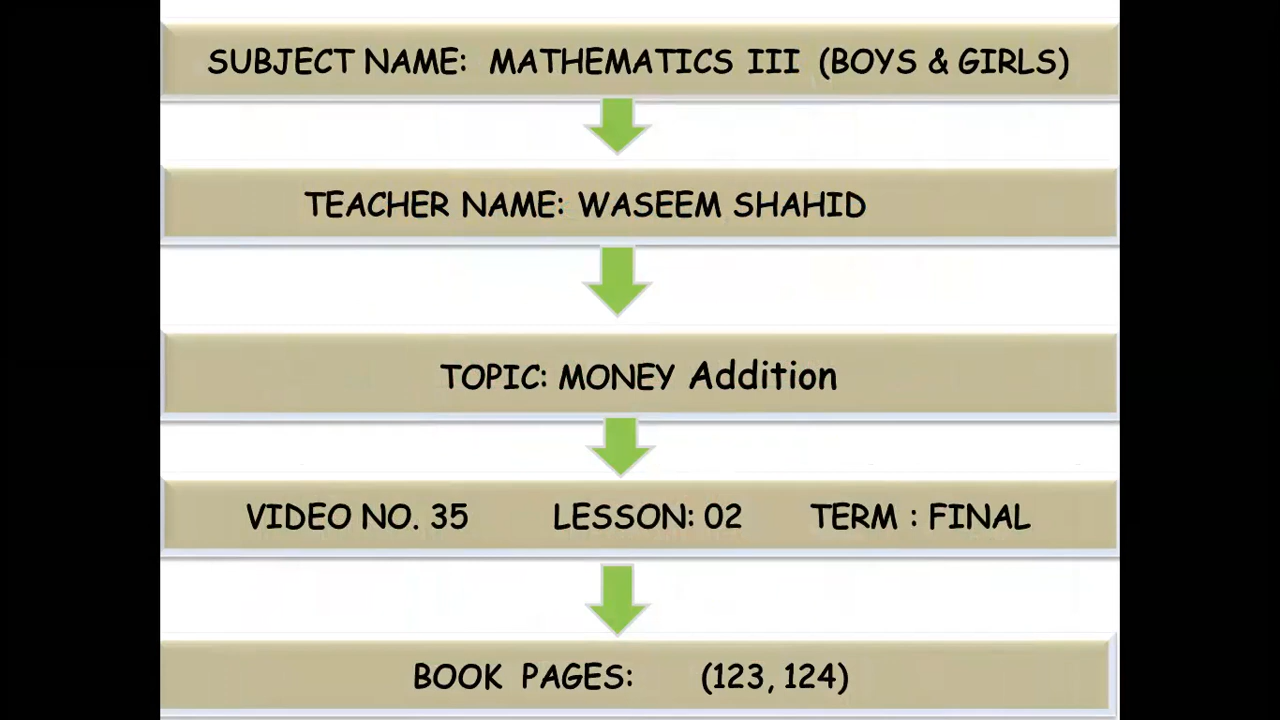 SUBJECT NAME: MATHEMATICS III (BOYS & GIRLS)
TEACHER NAME: WASEEM SHAHID
TOPIC: MONEY Addition
VIDEO NO. 35 LESSON: 02 TERM : FINAL
BOOK PAGES: (123, 124)